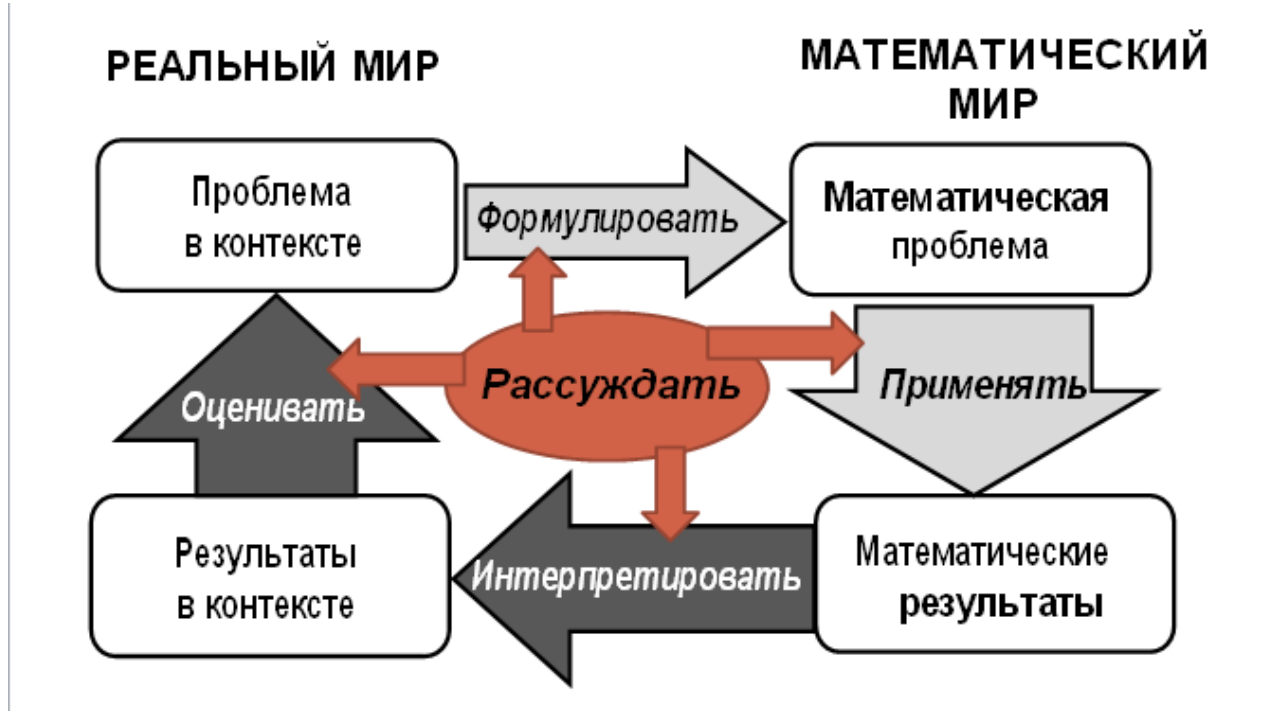 РЕАЛЬНЫЙ МИР
МАТЕМАТИЧЕСКИЙ
МИР
Проблема
в контексте
Формулировать
Математическая
проблема
Рассуждать
Оценивать
Применять
Результаты
в контексте
Интерпретировать
Математические
результаты